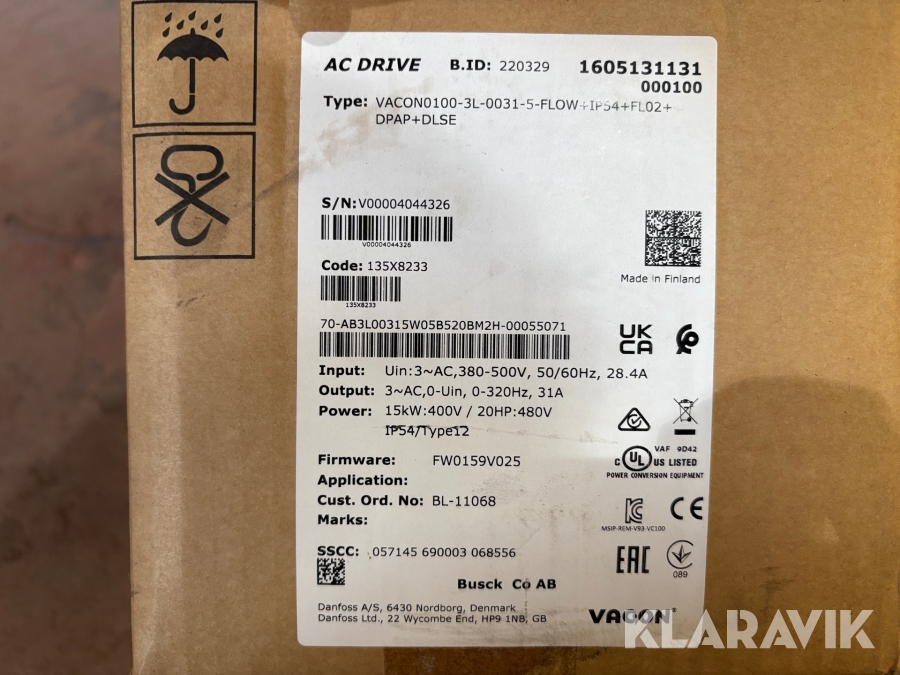 AC DRIVE B.ID: 220329 1605131131
000100
Type: VACON0100-3L-0031-5-FLOW+IP54+FL02+
DPAP+DLSE
S/N: V00004044326
V00004044326
Code: 135X8233
135X8233
Made in Finland
70-AB3L00315W05B520BM2H-00055071
UK
CA
Input: Uin:3~AC,380-500V, 50/60Hz, 28.4A
Output: 3~AC,0-Uin, 0-320Hz, 31A
Power: 15kW:400V / 20HP:480V
IP54/Type12
VAF 9D42
C UL US LISTED
POWER CONVERSION EQUIPMENT
Firmware: FW0159V025
Application:
Cust. Ord. No: BL-11068
Marks:
CE
MSIP-REM-V93-VC100
SSCC: 057145 690003 068556
EAC
089
Busck Co AB
Danfoss A/S, 6430 Nordborg, Denmark
Danfoss Ltd., 22 Wycombe End, HP9 1NB, GB
VACON®
KLARAVIK